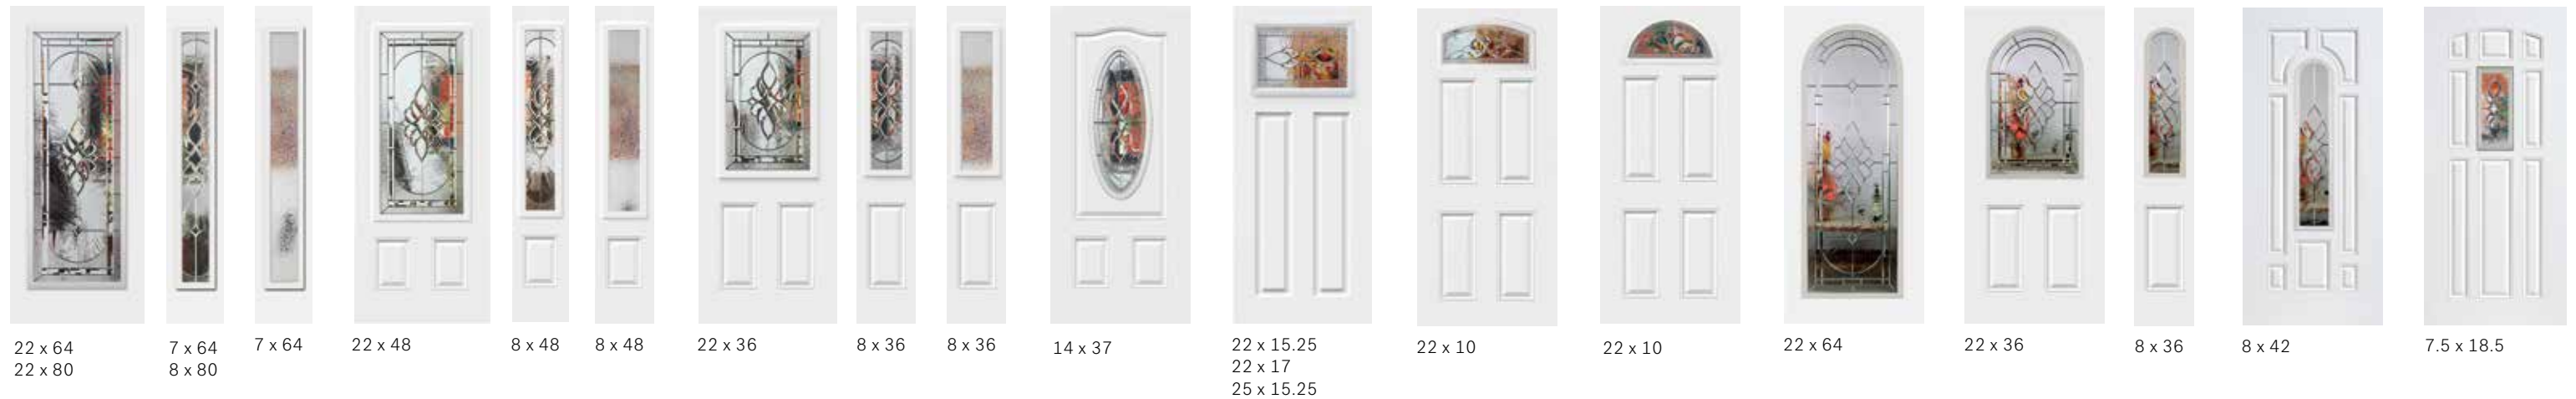 22 x 64
22 x 80
7 x 64
8 x 80
7 x 64
22 x 48
8 x 48
8 x 48
22 x 36
8 x 36
8 x 36
14 x 37
22 x 15.25
22 x 17
25 x 15.25
22 x 10
22 x 10
22 x 64
22 x 36
8 x 36
8 x 42
7.5 x 18.5